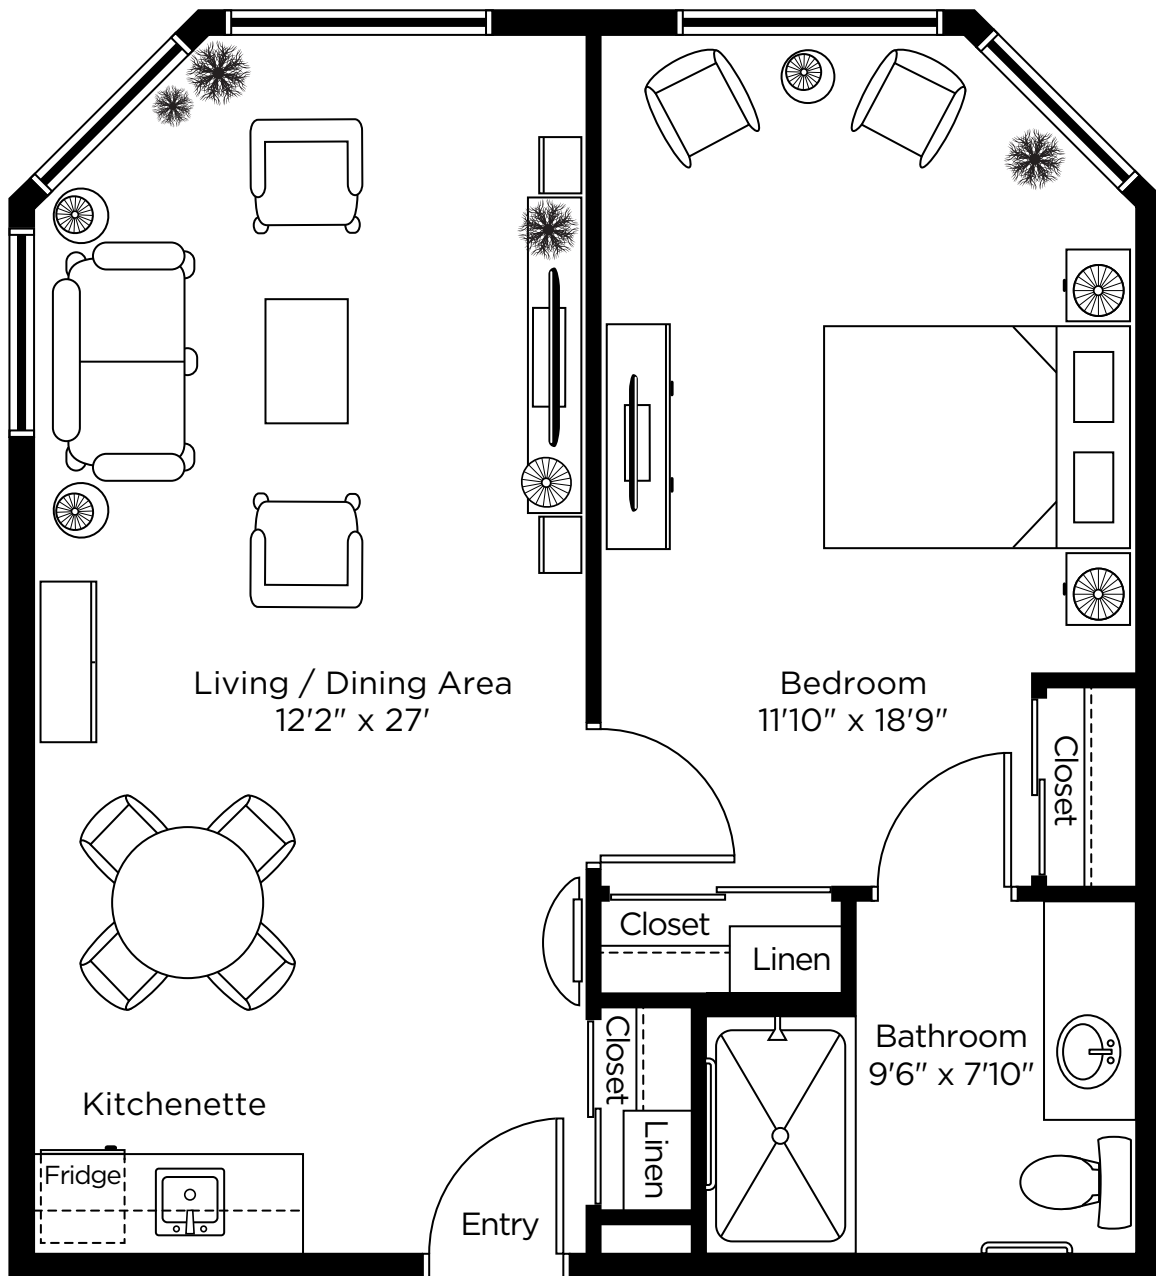 Living / Dining Area
12'2" x 27'
Bedroom
11'10" x 18'9"
Closet
Closet
Linen
Closet
Linen
Bathroom
9'6" x 7'10"
Kitchenette
Fridge
Entry